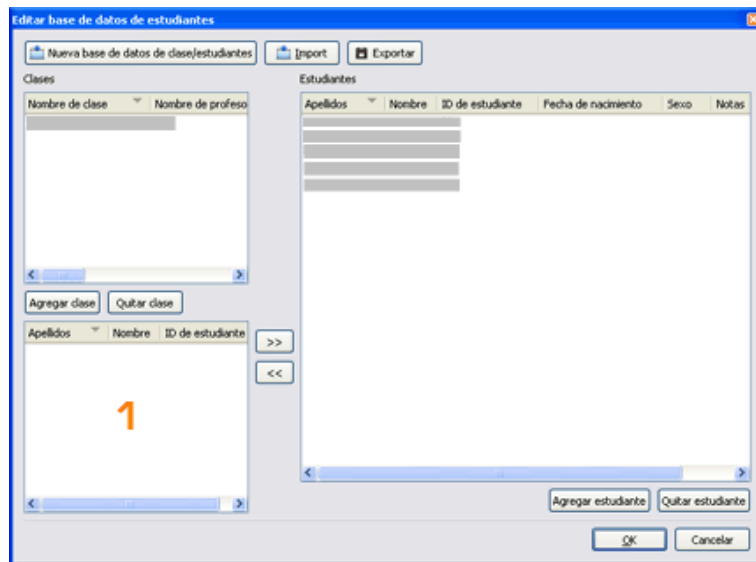 Editar base de datos de estudiantes
Nueva base de datos de clase/estudiantes Import Exportar
Clases Estudiantes
Nombre de clase Nombre de profeso Apellidos Nombre ID de estudiante Fecha de nacimiento Sexo Notas
Agregar clase Quitar clase
Apellidos Nombre ID de estudiante
>>
<<
1
Agregar estudiante Quitar estudiante
OK Cancelar